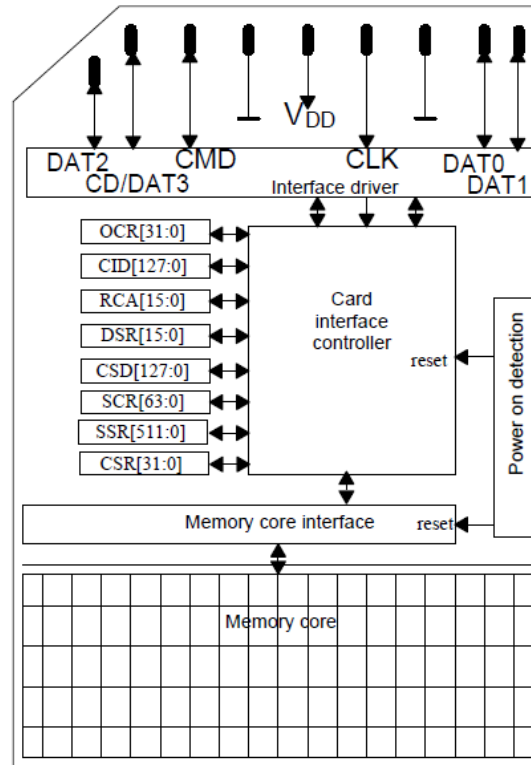 VDD
DAT2
CMD
CLK
DAT0
CD/DAT3
DAT1
Interface driver
OCR[31:0]
CID[127:0]
RCA[15:0]
DSR[15:0]
CSD[127:0]
SCR[63:0]
SSR[511:0]
CSR[31:0]
Card
interface
controller
reset
Power on detection
Memory core interface
reset
Memory core